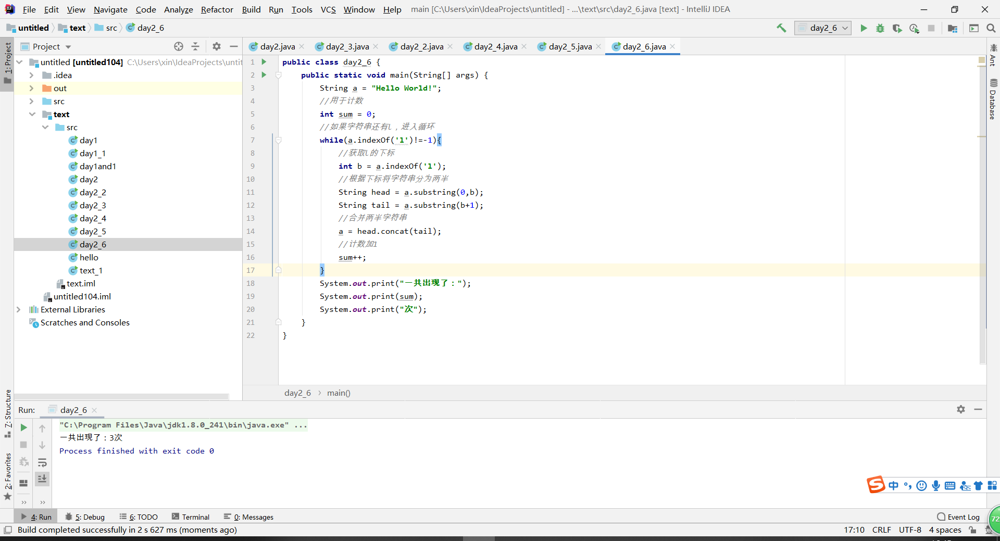 File Edit View Navigate Code Analyze Refactor Build Run Tools VCS Window Help main [C:\Users\xin\IdeaProjects\untitled] - ...\text\src\day2_6.java [text] - IntelliJ IDEA
untitled text src day2_6 day2_6
1: Project
Project
day2.java day2_3.java day2_2.java day2_4.java day2_5.java day2_6.java
Ant
Database
untitled [untitled104] C:\Users\xin\IdeaProjects\untit
.idea
out
src
text
src
day1
day1_1
day1and1
day2
day2_2
day2_3
day2_4
day2_5
day2_6
hello
text_1
text.iml
untitled104.iml
External Libraries
Scratches and Consoles
1 public class day2_6 {
2 public static void main(String[] args) {
3 String a = "Hello World!";
4 //用于计数
5 int sum = 0;
6 //如果字符串还有l，进入循环
7 while(a.indexOf('l')!=-1){
8 //获取l的下标
9 int b = a.indexOf('l');
10 //根据下标将字符串分为两半
11 String head = a.substring(0,b);
12 String tail = a.substring(b+1);
13 //合并两半字符串
14 a = head.concat(tail);
15 //计数加1
16 sum++;
17 }
18 System.out.print("一共出现了：");
19 System.out.print(sum);
20 System.out.print("次");
21 }
22 }
day2_6 main()
7: Structure
2: Favorites
Run: day2_6
"C:\Program Files\Java\jdk1.8.0_241\bin\java.exe" ...
一共出现了：3次
Process finished with exit code 0
中
4: Run 5: Debug 6: TODO Terminal 0: Messages Event Log
72
Build completed successfully in 2 s 627 ms (moments ago) 17:10 CRLF UTF-8 4 spaces